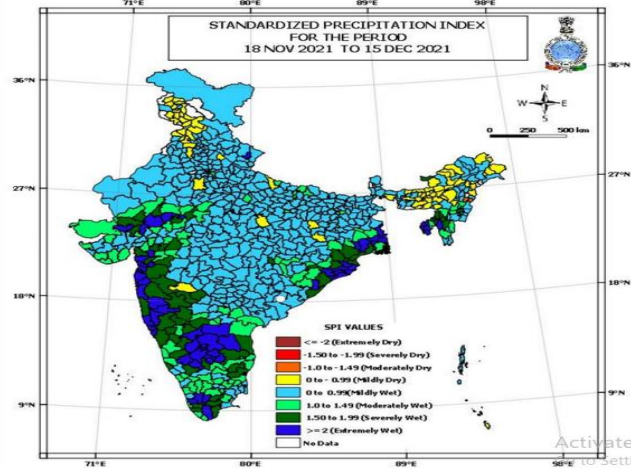 71°E 80°E 89°E 98°E
STANDARDIZED PRECIPITATION INDEX
FOR THE PERIOD
18 NOV 2021 TO 15 DEC 2021
36°N
36°N
N
W E
S
0 250 500 km
27°N
27°N
18°N
18°N
SPI VALUES
<= -2 (Extremely Dry)
-1.50 to -1.99 (Severely Dry)
-1.0 to -1.49 (Moderately Dry
0 to - 0.99 (Mildly Dry)
0 to 0.99(Mildly Wet)
1.0 to 1.49 (Moderately Wet)
1.50 to 1.99 (Severely Wet)
>= 2 (Extremely Wet)
No Data
9°N
9°N
Activate
to Sett
71°E 80°E 89°E 98°E